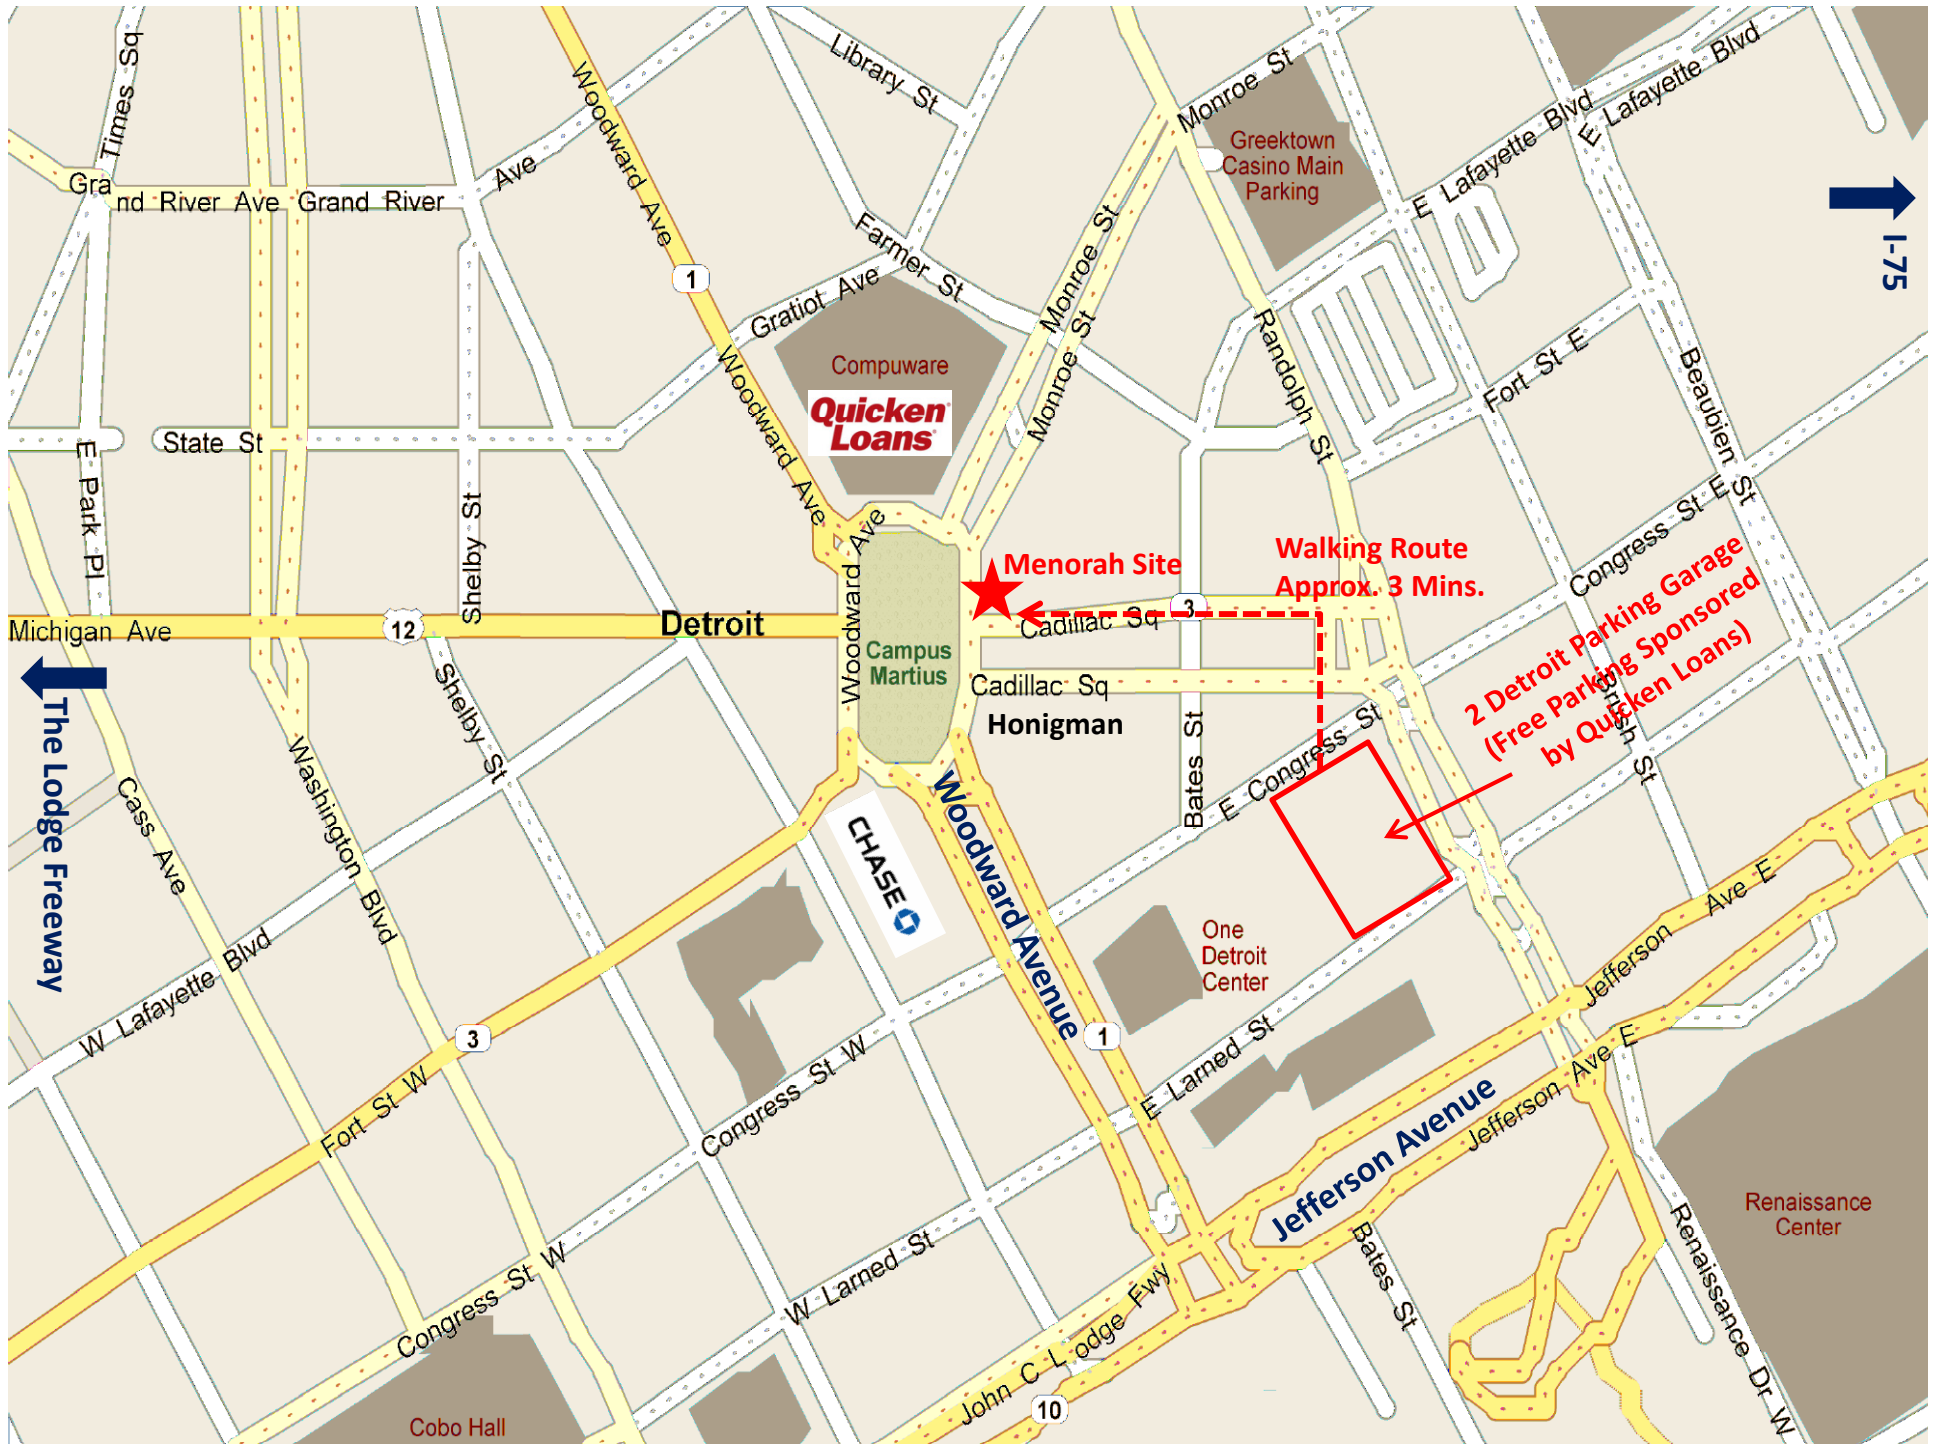 Times Sq
Library St
Monroe St
E Lafayette Blvd
E Lafayette Blvd
Woodward Ave
Greektown
Casino Main
Parking
Gra
nd River Ave
Grand River
Ave
I-75
1
Farmer St
Monroe St
Gratiot Ave
Monroe St
Randolph St
Fort St E
Beaubien St
Compuware
Quicken
Loans
Woodward Ave
State St
E Park Pl
Shelby St
Congress St E
Woodward Ave
Menorah Site
Walking Route
Approx. 3 Mins.
3
2 Detroit Parking Garage
(Free Parking Sponsored
by Quicken Loans)
Michigan Ave
12
Detroit
Cadillac Sq
Campus
Martius
Cadillac Sq
Honigman
Brush St
The Lodge Freeway
Shelby St
Washington Blvd
Cass Ave
Bates St
E Congress St
CHASE
Woodward Avenue
One
Detroit
Center
Jefferson Ave E
W Lafayette Blvd
3
Fort St W
1
Congress St W
E Larned St
Jefferson Avenue
Jefferson Ave E
Renaissance
Center
Congress St W
W Larned St
Bates St
Renaissance Dr W
John C Lodge Fwy
10
Cobo Hall